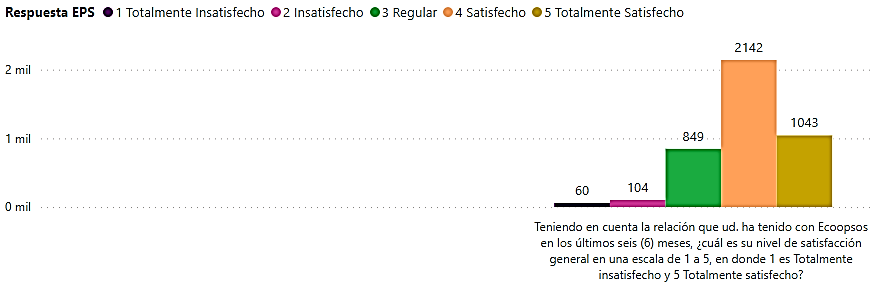 Respuesta EPS 1 Totalmente Insatisfecho 2 Insatisfecho 3 Regular 4 Satisfecho 5 Totalmente Satisfecho
2142
2 mil
1043
1 mil
849
60
104
0 mil
Teniendo en cuenta la relación que ud. ha tenido con Ecoopsos
en los últimos seis (6) meses, ¿cuál es su nivel de satisfacción
general en una escala de 1 a 5, en donde 1 es Totalmente
insatisfecho y 5 Totalmente satisfecho?